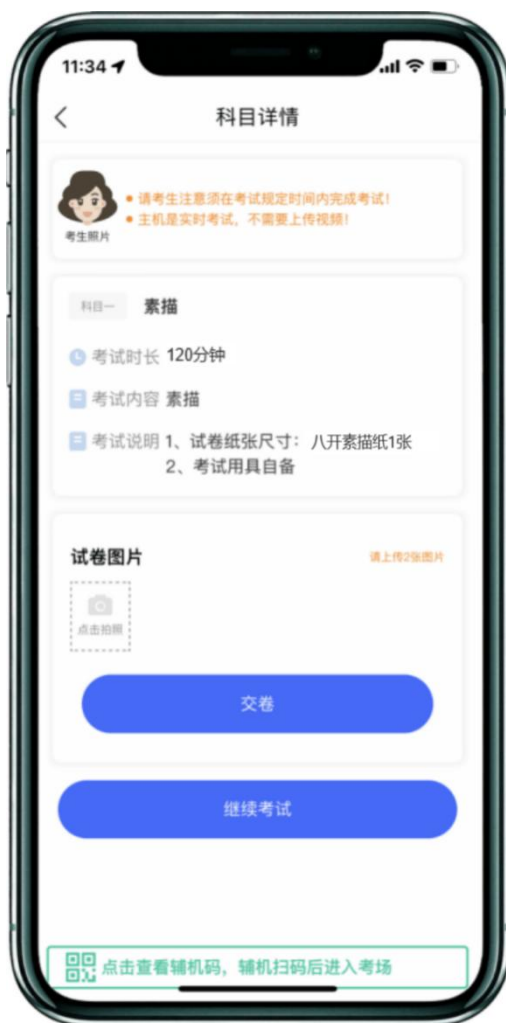 11:34
科目详情
请考生注意须在考试规定时间内完成考试！
主机是实时考试，不需要上传视频！
考生照片
科目一 素描
考试时长 120分钟
考试内容 素描
考试说明 1、试卷纸张尺寸：八开素描纸1张
2、考试用具自备
试卷图片 请上传2张图片
点击拍照
交卷
继续考试
点击查看辅机码，辅机扫码后进入考场